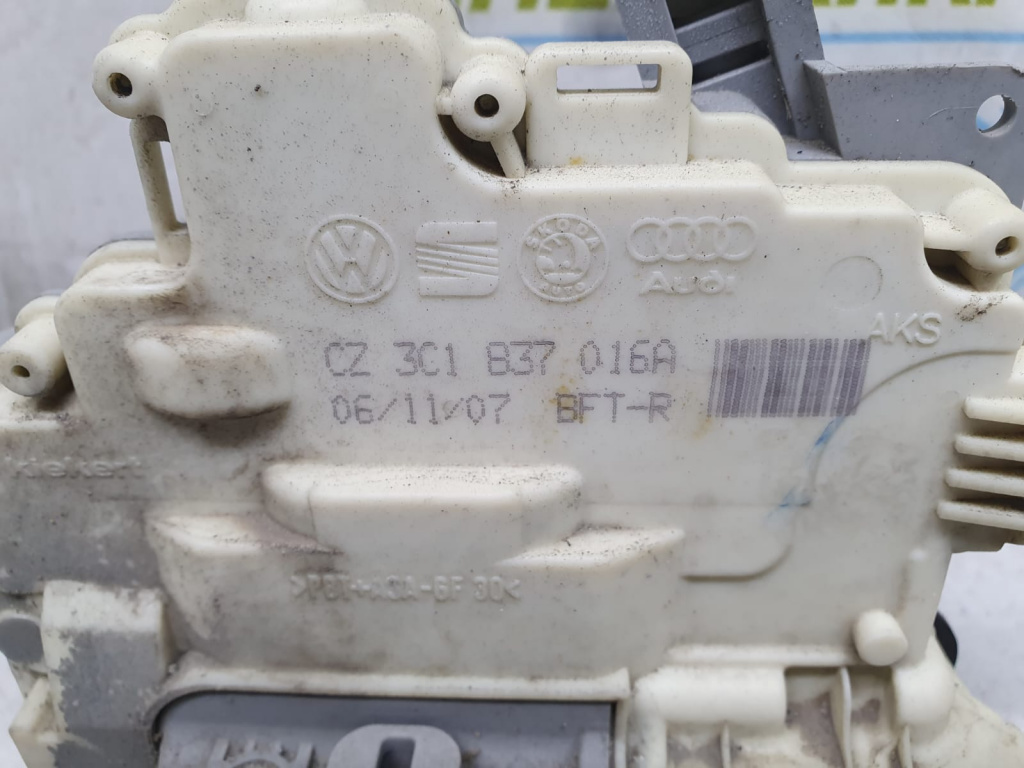 VW
ŠKODA
AUTO
Audi
AKS
CZ 3C1 837 016A
06/11/07 BFT-R
kiekert
>PBT+ASA-GF 30<